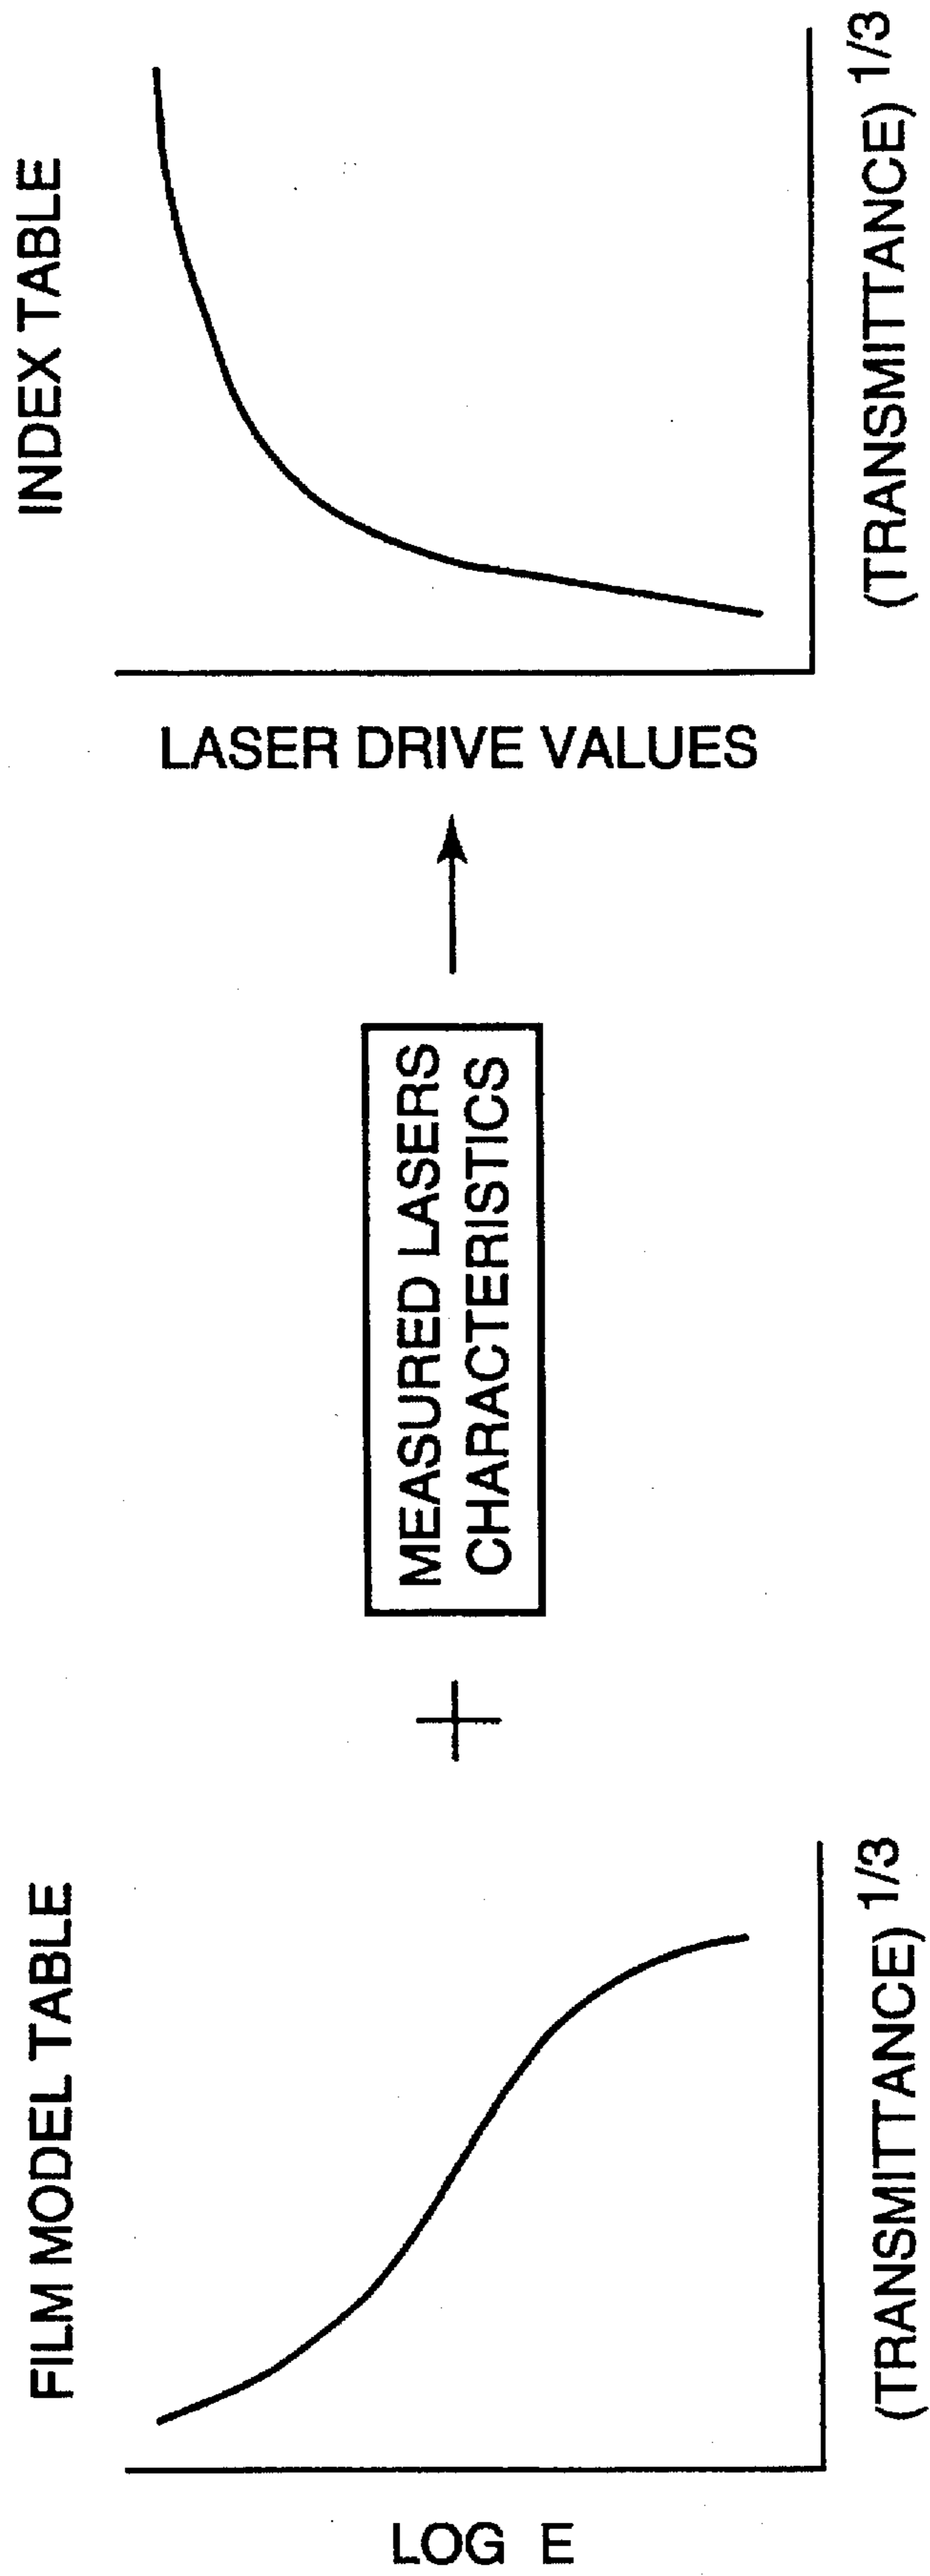 FILM MODEL TABLE
LOG E
(TRANSMITTANCE) 1/3
+
MEASURED LASERS
CHARACTERISTICS
INDEX TABLE
LASER DRIVE VALUES
(TRANSMITTANCE) 1/3